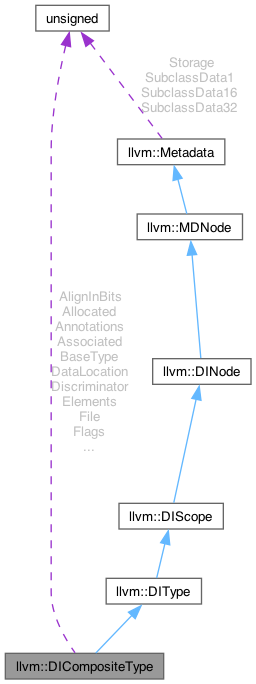 unsigned
Storage
SubclassData1
SubclassData16
SubclassData32
llvm::Metadata
llvm::MDNode
AlignInBits
Allocated
Annotations
Associated
BaseType
DataLocation
Discriminator
Elements
File
Flags
...
llvm::DINode
llvm::DIScope
llvm::DIType
llvm::DICompositeType